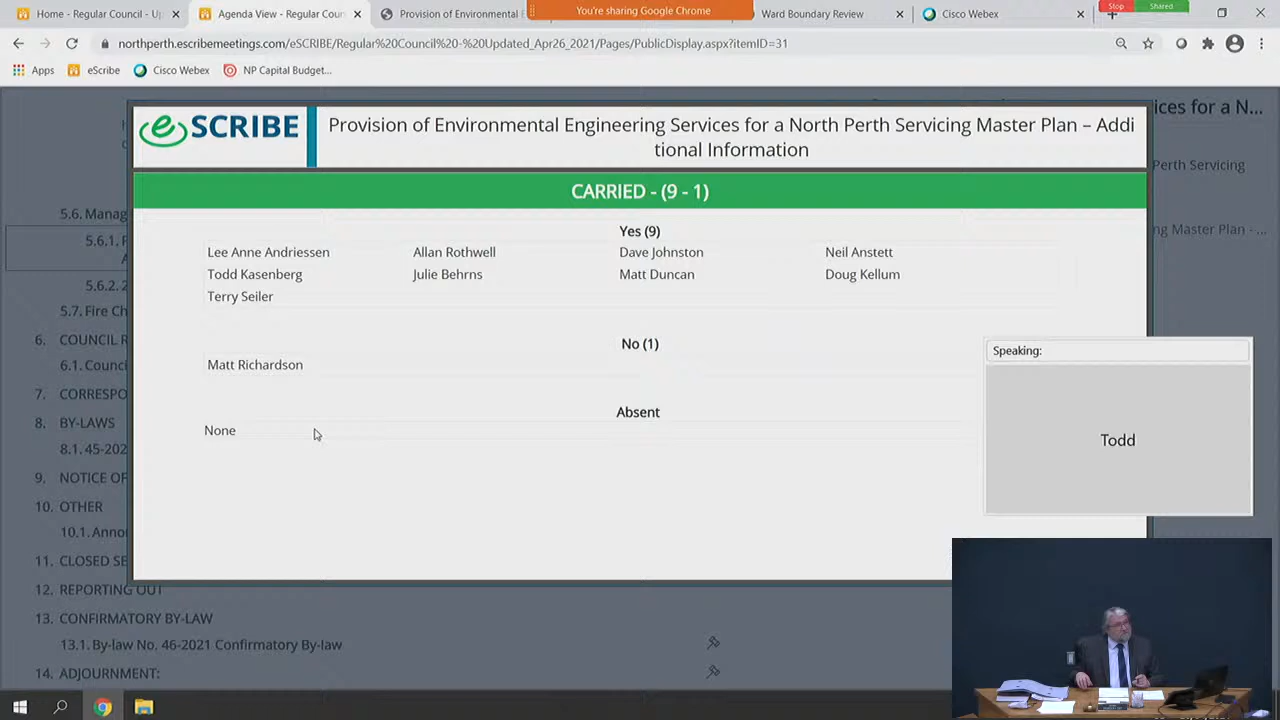 Home - Regular Council - Up
Agenda View - Regular Coun
Provision of Environmental E
You're sharing Google Chrome
Ward Boundary Review
Cisco Webex
Stop
Shared
northperth.escribemeetings.com/eSCRIBE/Regular%20Council%20-%20Updated_Apr26_2021/Pages/PublicDisplay.aspx?itemID=31
Apps
eScribe
Cisco Webex
NP Capital Budget...
eSCRIBE
Provision of Environmental Engineering Services for a North Perth Servicing Master Plan – Addi
tional Information
vices for a N...
CARRIED - (9 - 1)
Perth Servicing
Yes (9)
Lee Anne Andriessen Allan Rothwell Dave Johnston Neil Anstett
Todd Kasenberg Julie Behrns Matt Duncan Doug Kellum
Terry Seiler
No (1)
Matt Richardson
Absent
None
5.6. Manag
5.6.1. P
ng Master Plan - ...
5.6.2. 2
5.7. Fire Ch
6. COUNCIL R
6.1. Counci
7. CORRESPO
8. BY-LAWS
8.1. 45-202
9. NOTICE OF
10. OTHER
10.1. Anno
11. CLOSED SE
12. REPORTING OUT
13. CONFIRMATORY BY-LAW
13.1. By-law No. 46-2021 Confirmatory By-law
14. ADJOURNMENT:
Speaking:
Todd